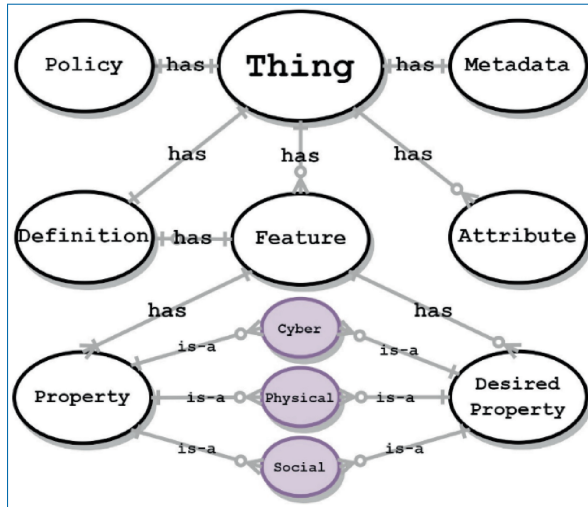 Policy
has
Thing
has
Metadata
has
has
has
Definition
has
Feature
Attribute
has
has
Cyber
is-a
is-a
Property
is-a
Physical
is-a
Desired
Property
is-a
Social
is-a